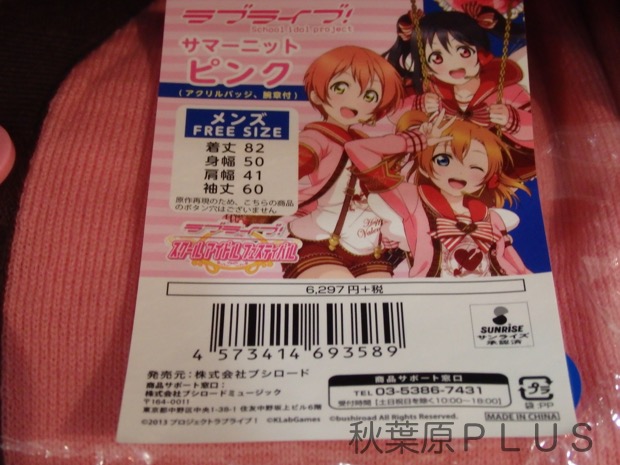 ラブライブ!
School idol project
サマーニット
ピンク
(アクリルバッジ、腕章付)
メンズ
FREE SIZE
着丈 82
身幅 50
肩幅 41
袖丈 60
原作再現のため、こちらの商品
のボタン穴はございません
ラブライブ!
スクールアイドルフェスティバル
6,297円+税
4 573414 693589
SUNRISE
サンライズ
承認済
発売元:株式会社ブシロード
商品サポート窓口:
株式会社ブシロードミュージック
〒164-0011
東京都中野区中央1-38-1 住友中野坂上ビル6階
商品サポート窓口
TEL 03-5386-7431
受付時間【土日祝日を除く】10:00~18:00
プラ
袋:PP
©2013 プロジェクトラブライブ! ©KLabGames ©bushiroad All Rights Reserved.
MADE IN CHINA
秋葉原PLUS